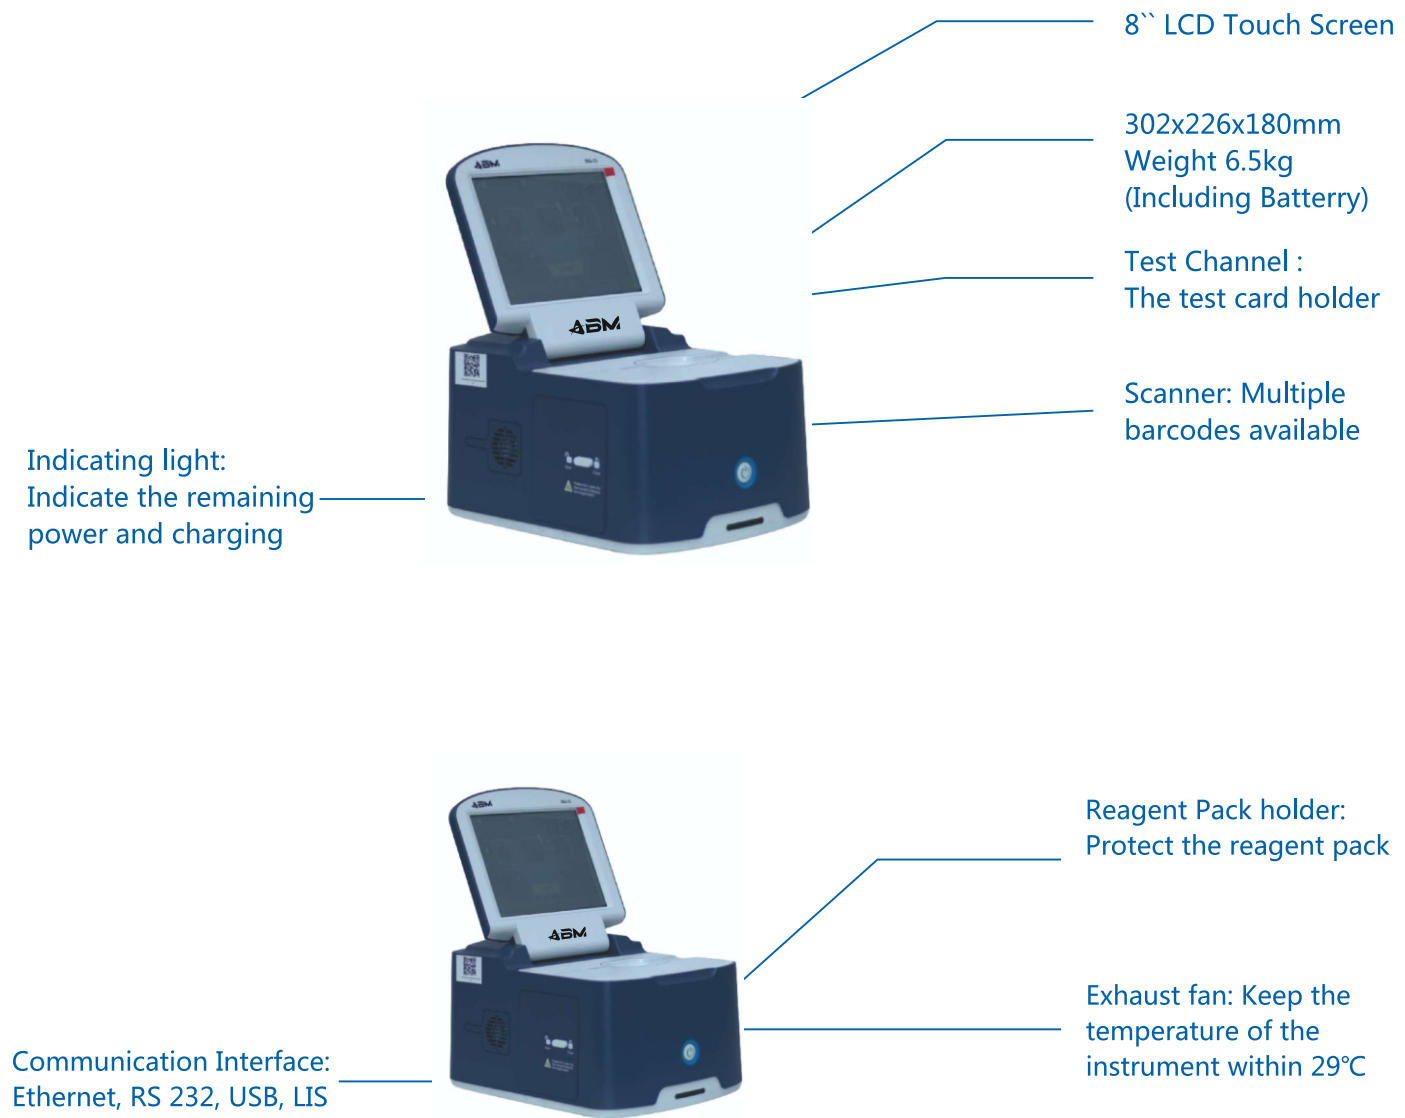 8`` LCD Touch Screen
302x226x180mm
Weight 6.5kg
(Including Batterry)
Test Channel :
The test card holder
Scanner: Multiple
barcodes available
Indicating light:
Indicate the remaining
power and charging
ABM
ABM
Reagent Pack holder:
Protect the reagent pack
Exhaust fan: Keep the
temperature of the
instrument within 29℃
Communication Interface:
Ethernet, RS 232, USB, LIS
ABM
ABM